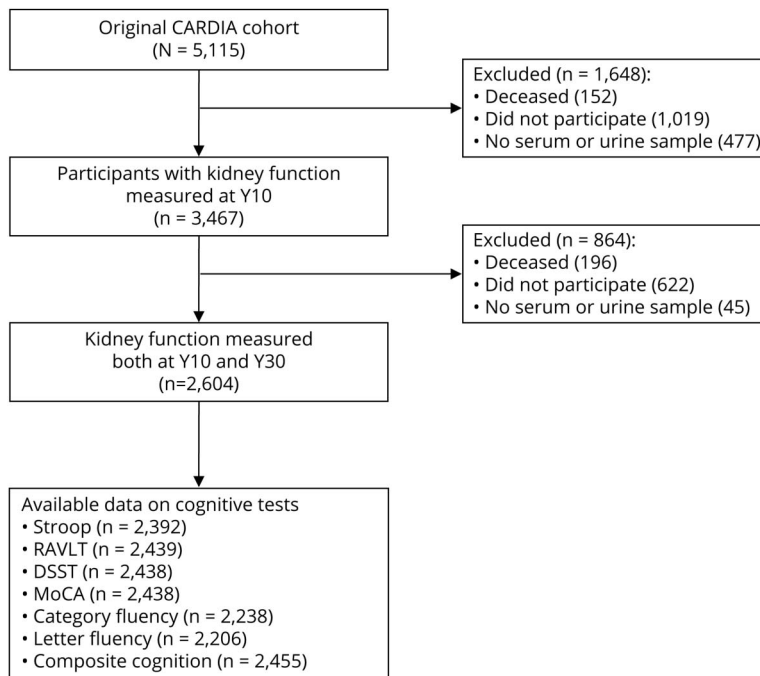 Original CARDIA cohort
(N = 5,115)
Excluded (n = 1,648):
• Deceased (152)
• Did not participate (1,019)
• No serum or urine sample (477)
Participants with kidney function
measured at Y10
(n = 3,467)
Excluded (n = 864):
• Deceased (196)
• Did not participate (622)
• No serum or urine sample (45)
Kidney function measured
both at Y10 and Y30
(n=2,604)
Available data on cognitive tests
• Stroop (n = 2,392)
• RAVLT (n = 2,439)
• DSST (n = 2,438)
• MoCA (n = 2,438)
• Category fluency (n = 2,238)
• Letter fluency (n = 2,206)
• Composite cognition (n = 2,455)